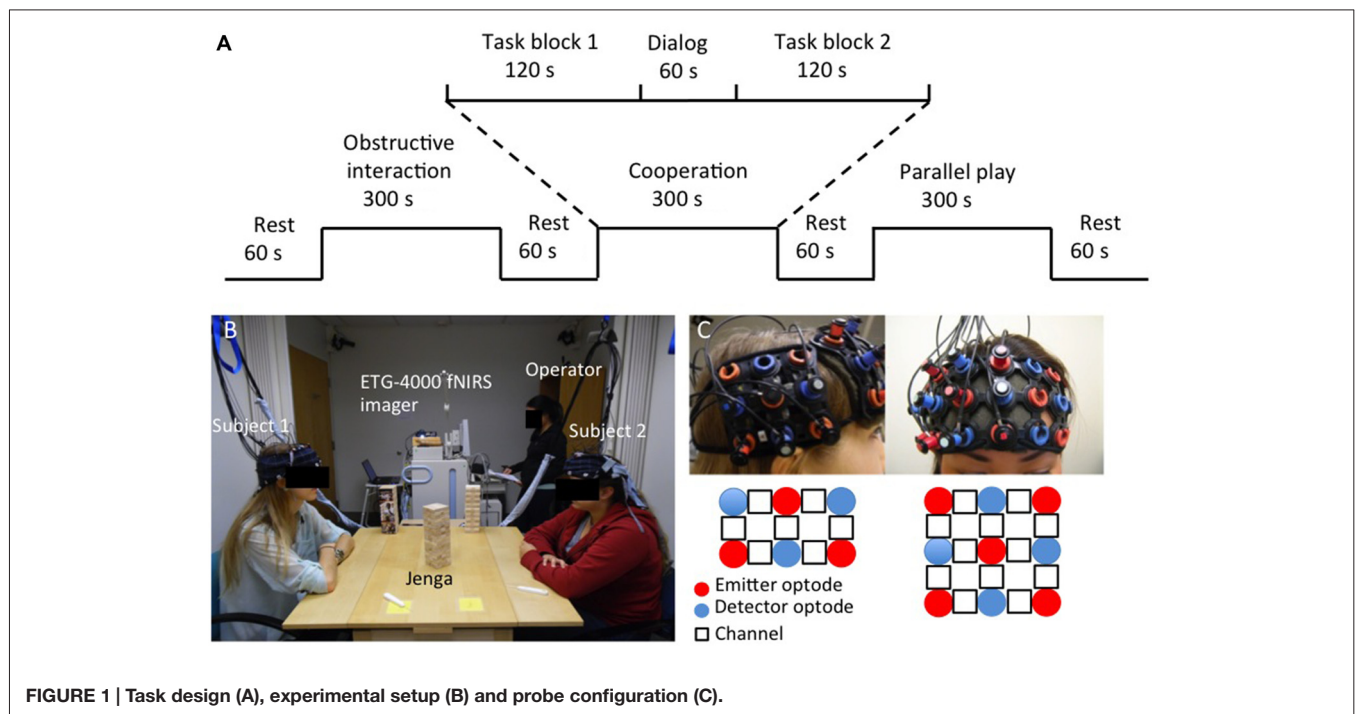 A
Task block 1
120 s
Dialog
60 s
Task block 2
120 s
Obstructive
interaction
300 s
Cooperation
300 s
Parallel play
300 s
Rest
60 s
Rest
60 s
Rest
60 s
Rest
60 s
B
ETG-4000 fNIRS
imager
Operator
Subject 1
Subject 2
Jenga
C
Emitter optode
Detector optode
Channel
FIGURE 1 | Task design (A), experimental setup (B) and probe configuration (C).